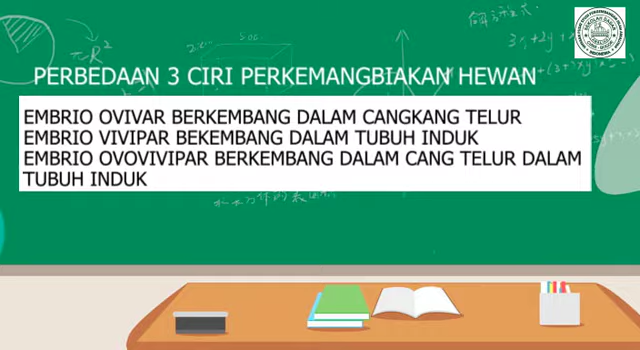 PERBEDAAN 3 CIRI PERKEMANGBIAKAN HEWAN
EMBRIO OVIVAR BERKEMBANG DALAM CANGKANG TELUR
EMBRIO VIVIPAR BEKEMBANG DALAM TUBUH INDUK
EMBRIO OVOVIVIPAR BERKEMBANG DALAM CANG TELUR DALAM
TUBUH INDUK